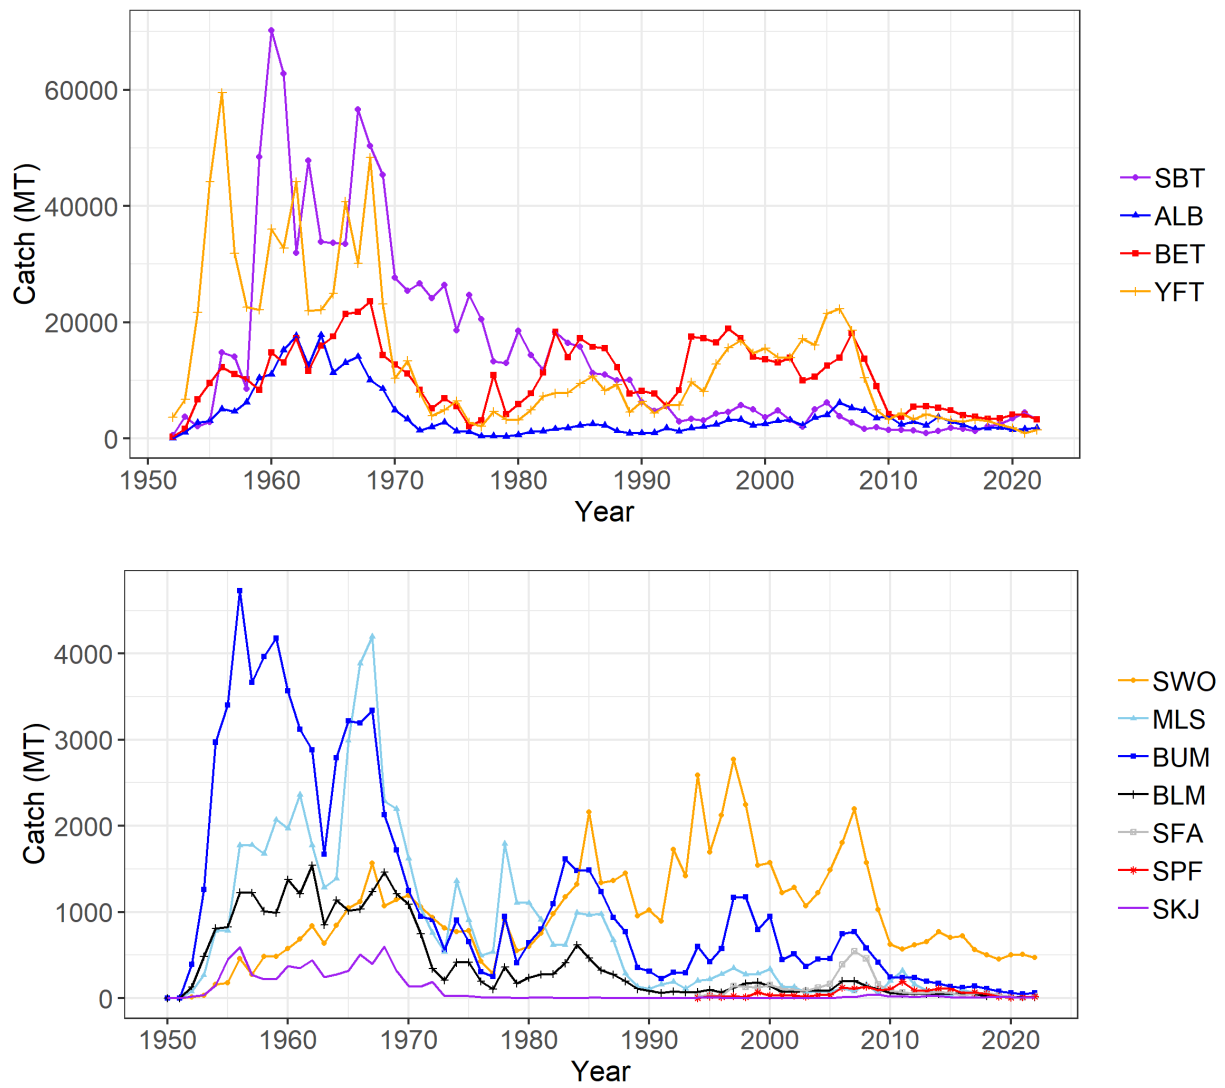 60000
40000
20000
0
Catch (MT)
1950 1960 1970 1980 1990 2000 2010 2020
Year
SBT
ALB
BET
YFT
4000
3000
2000
1000
0
Catch (MT)
1950 1960 1970 1980 1990 2000 2010 2020
Year
SWO
MLS
BUM
BLM
SFA
SPF
SKJ